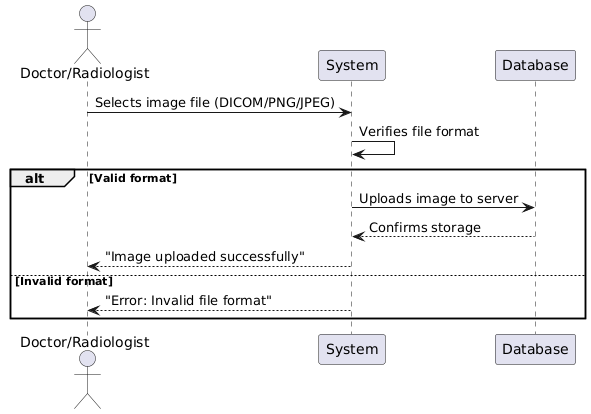 Doctor/Radiologist
System
Database
Selects image file (DICOM/PNG/JPEG)
Verifies file format
alt
[Valid format]
Uploads image to server
Confirms storage
"Image uploaded successfully"
[Invalid format]
"Error: Invalid file format"
Doctor/Radiologist
System
Database